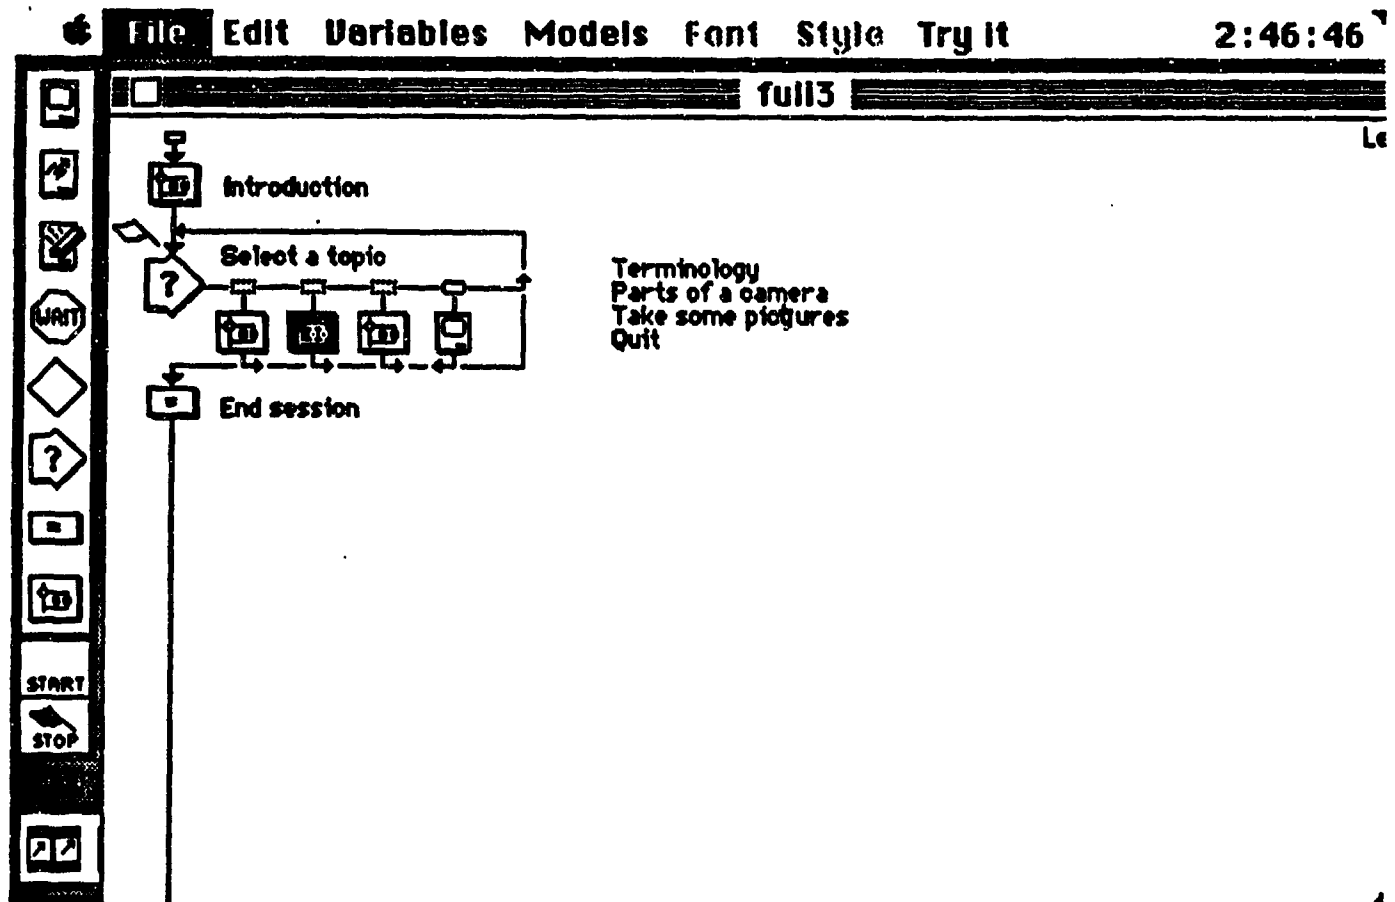 File Edit Variables Models Font Style Try It 2:46:46
full3
Le
Introduction
Select a topic
?
Terminology
Parts of a camera
Take some pictures
Quit
=
End session
WAIT
?
=
START
STOP